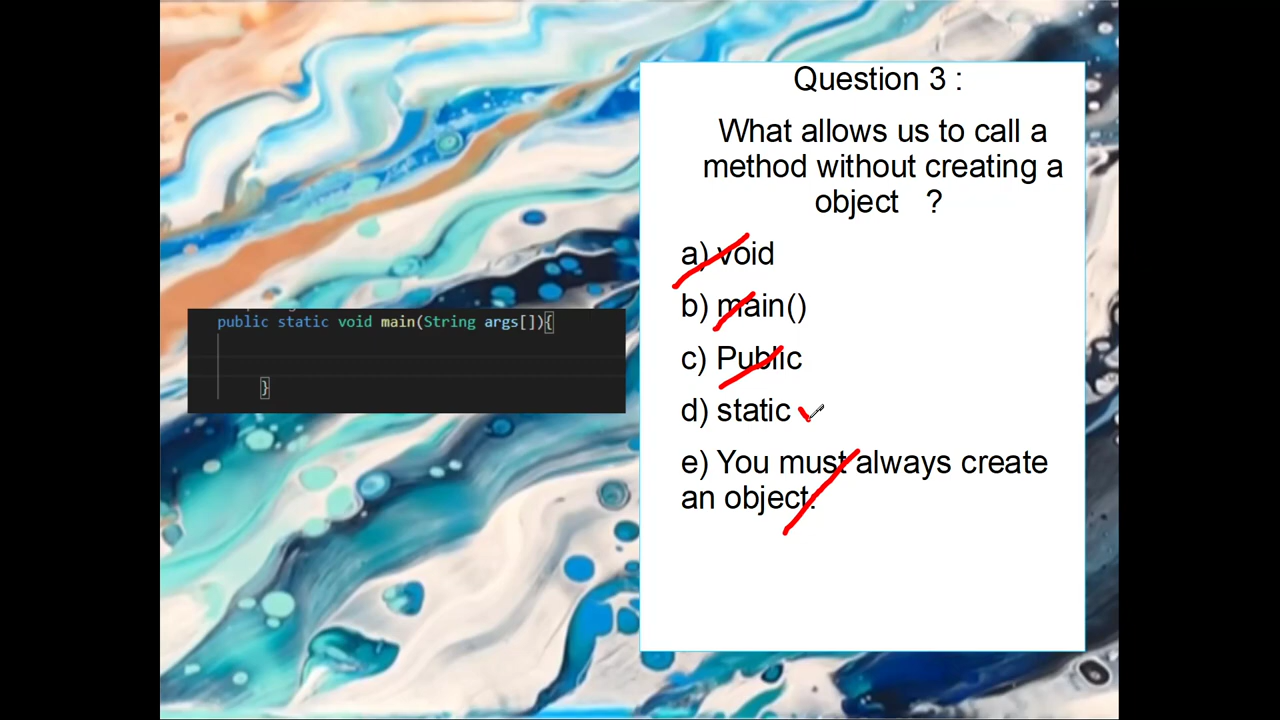 public static void main(String args[]){
}
Question 3 :
What allows us to call a
method without creating a
object ?
a) void
b) main()
c) Public
d) static
e) You must always create
an object.